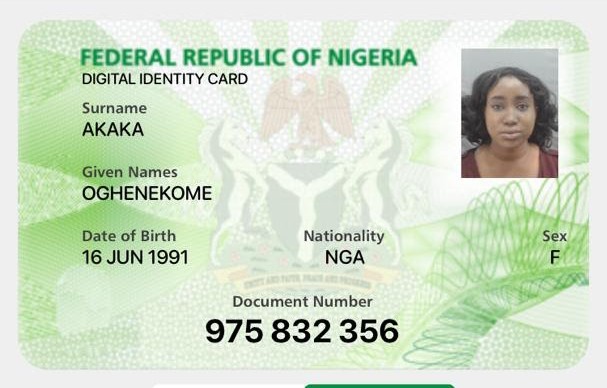 FEDERAL REPUBLIC OF NIGERIA
DIGITAL IDENTITY CARD
Surname
AKAKA
Given Names
OGHENEKOME
Date of Birth Nationality Sex
16 JUN 1991 NGA F
UNITY AND FAITH, PEACE AND PROGRESS
Document Number
975 832 356